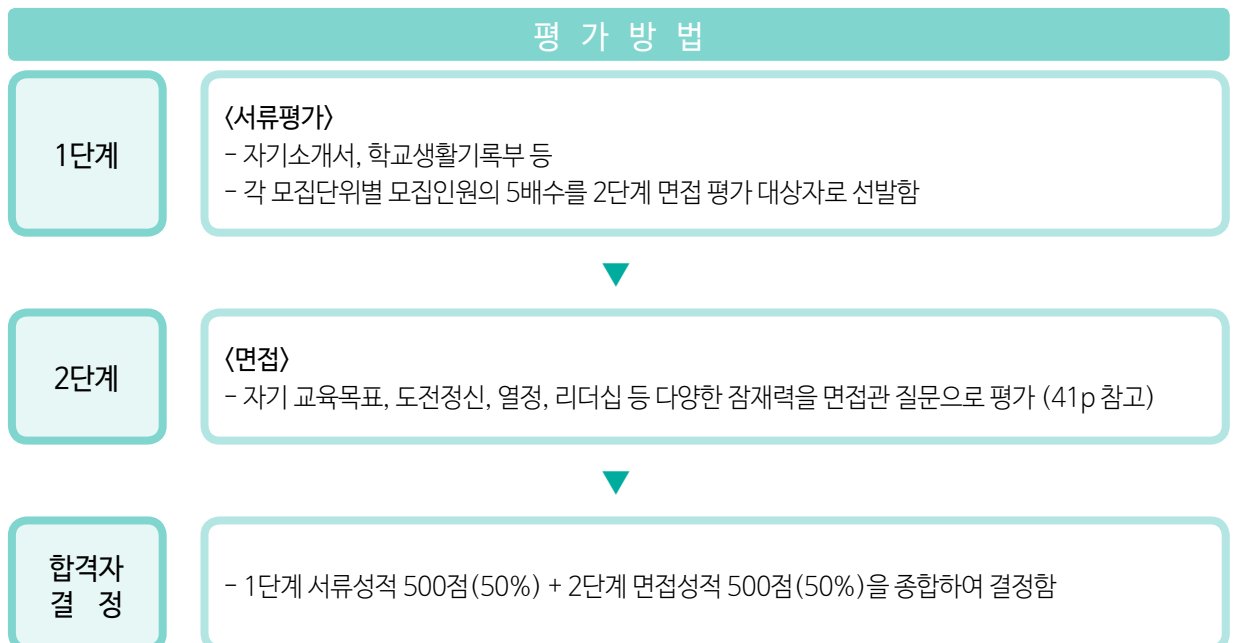 평 가 방 법
1단계
〈서류평가〉
- 자기소개서, 학교생활기록부 등
- 각 모집단위별 모집인원의 5배수를 2단계 면접 평가 대상자로 선발함
2단계
〈면접〉
- 자기 교육목표, 도전정신, 열정, 리더십 등 다양한 잠재력을 면접관 질문으로 평가 (41p 참고)
합격자
결 정
- 1단계 서류성적 500점(50%) + 2단계 면접성적 500점(50%)을 종합하여 결정함